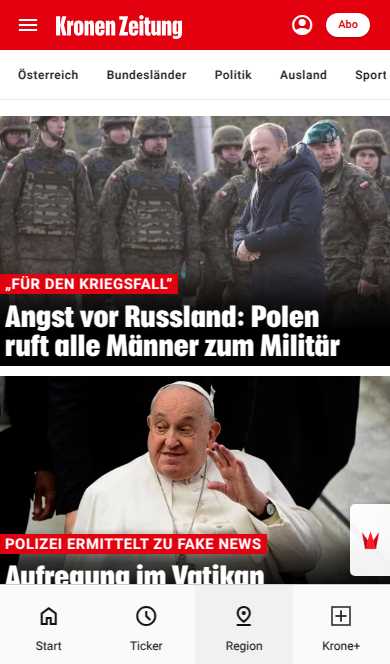 Kronen Zeitung
Abo
Österreich Bundesländer Politik Ausland Sport
„FÜR DEN KRIEGSFALL“
Angst vor Russland: Polen
ruft alle Männer zum Militär
POLIZEI ERMITTELT ZU FAKE NEWS
Aufregung im Vatikan
Start Ticker Region Krone+